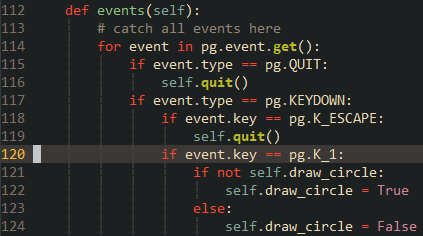 112     def events(self):
113         # catch all events here
114         for event in pg.event.get():
115             if event.type == pg.QUIT:
116                 self.quit()
117             if event.type == pg.KEYDOWN:
118                 if event.key == pg.K_ESCAPE:
119                     self.quit()
120                 if event.key == pg.K_1:
121                     if not self.draw_circle:
122                         self.draw_circle = True
123                     else:
124                         self.draw_circle = False